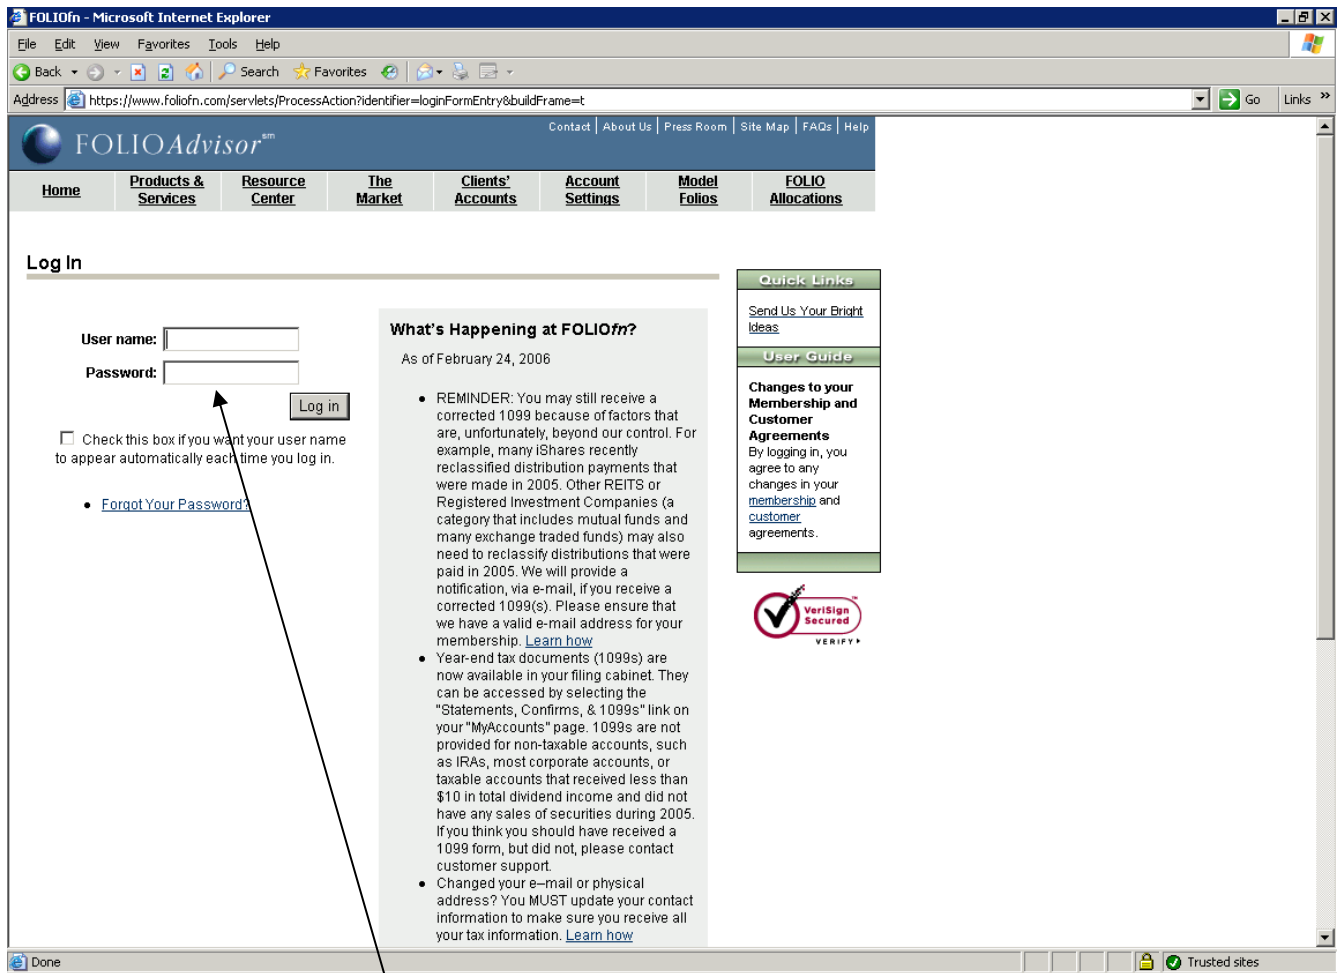 FOLIOfn - Microsoft Internet Explorer
File Edit View Favorites Tools Help
Back Search Favorites
Address https://www.foliofn.com/servlets/ProcessAction?identifier=loginFormEntry&buildFrame=t Go Links »
Contact | About Us | Press Room | Site Map | FAQs | Help
FOLIOAdvisor℠
Home Products & Services Resource Center The Market Clients' Accounts Account Settings Model Folios FOLIO Allocations
Log In
User name:
Password:
Log in
Check this box if you want your user name
to appear automatically each time you log in.
• Forgot Your Password?
What's Happening at FOLIOfn?
As of February 24, 2006
• REMINDER: You may still receive a
corrected 1099 because of factors that
are, unfortunately, beyond our control. For
example, many iShares recently
reclassified distribution payments that
were made in 2005. Other REITS or
Registered Investment Companies (a
category that includes mutual funds and
many exchange traded funds) may also
need to reclassify distributions that were
paid in 2005. We will provide a
notification, via e-mail, if you receive a
corrected 1099(s). Please ensure that
we have a valid e-mail address for your
membership. Learn how
• Year-end tax documents (1099s) are
now available in your filing cabinet. They
can be accessed by selecting the
"Statements, Confirms, & 1099s" link on
your "MyAccounts" page. 1099s are not
provided for non-taxable accounts, such
as IRAs, most corporate accounts, or
taxable accounts that received less than
$10 in total dividend income and did not
have any sales of securities during 2005.
If you think you should have received a
1099 form, but did not, please contact
customer support.
• Changed your e–mail or physical
address? You MUST update your contact
information to make sure you receive all
your tax information. Learn how
Quick Links
Send Us Your Bright
Ideas
User Guide
Changes to your
Membership and
Customer
Agreements
By logging in, you
agree to any
changes in your
membership and
customer
agreements.
VeriSign
Secured
VERIFY
Done Trusted sites